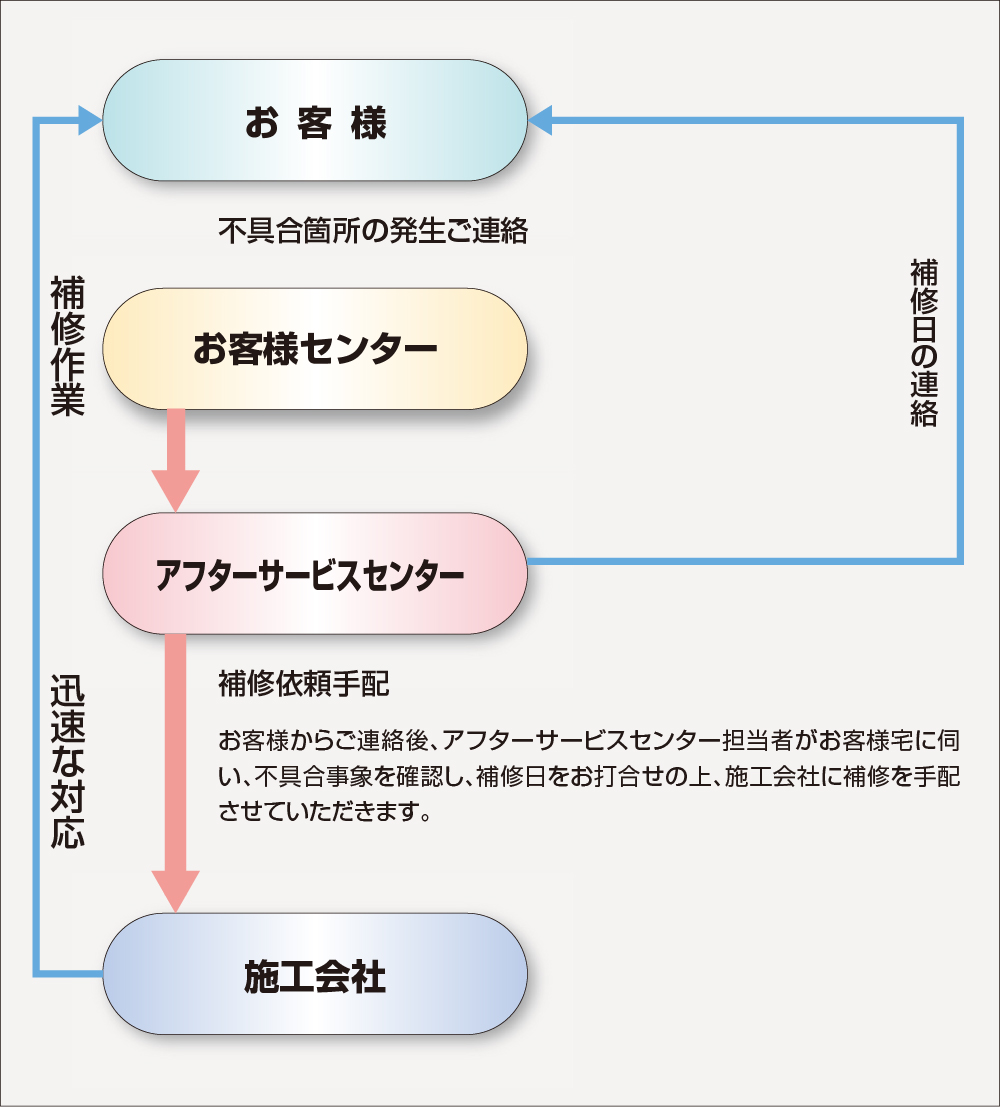 お客様
不具合箇所の発生ご連絡
補修作業
補修日の連絡
お客様センター
アフターサービスセンター
迅速な対応
補修依頼手配
お客様からご連絡後、アフターサービスセンター担当者がお客様宅に伺
い、不具合事象を確認し、補修日をお打合せの上、施工会社に補修を手配
させていただきます。
施工会社